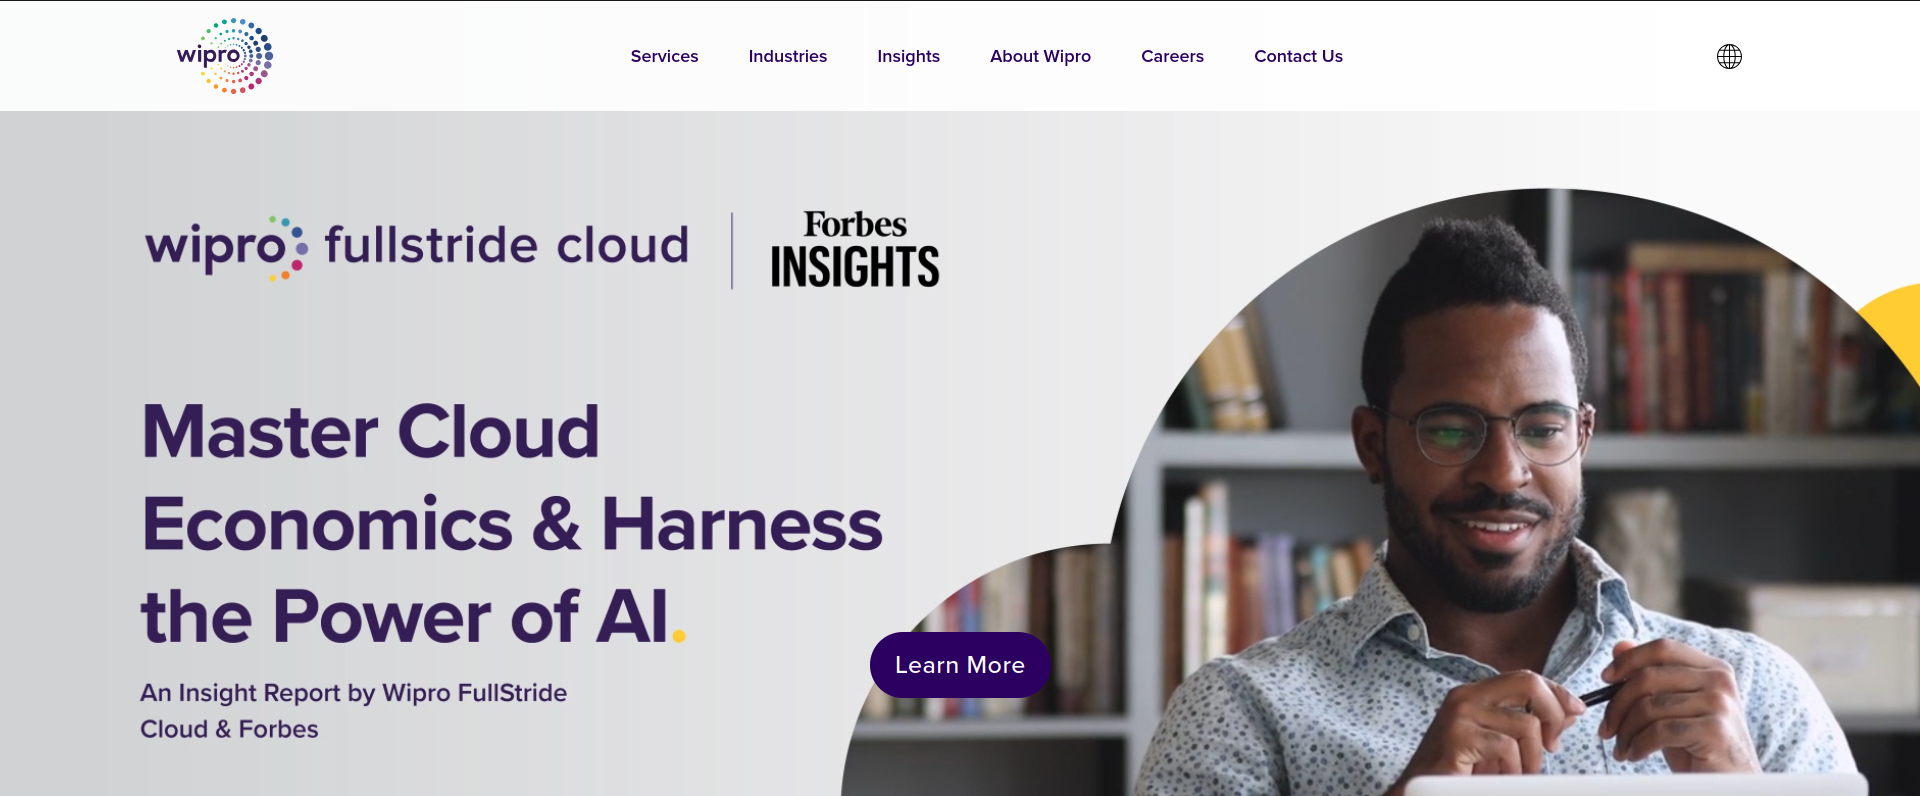 wipro
Services
Industries
Insights
About Wipro
Careers
Contact Us
wipro fullstride cloud
Forbes
INSIGHTS
Master Cloud
Economics & Harness
the Power of AI.
An Insight Report by Wipro FullStride
Cloud & Forbes
Learn More